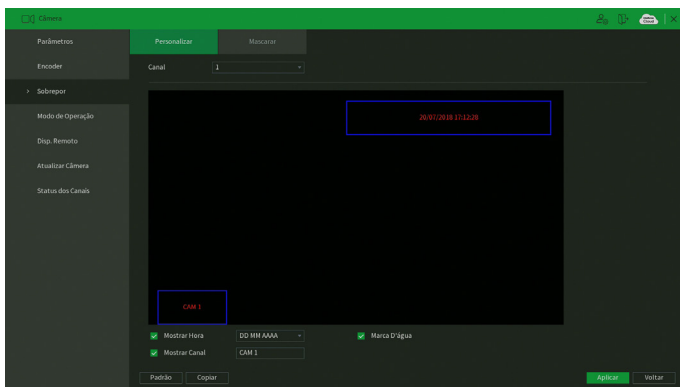 Câmera
Parâmetros
Personalizar
Mascarar
Encoder
Canal
1
Sobrepor
20/07/2018 17:12:20
Modo de Operação
Disp. Remoto
Atualizar Câmera
Status dos Canais
CAM 1
Mostrar Hora
DD MM AAAA
Marca D'água
Mostrar Canal
CAM 1
Padrão
Copiar
Aplicar
Voltar